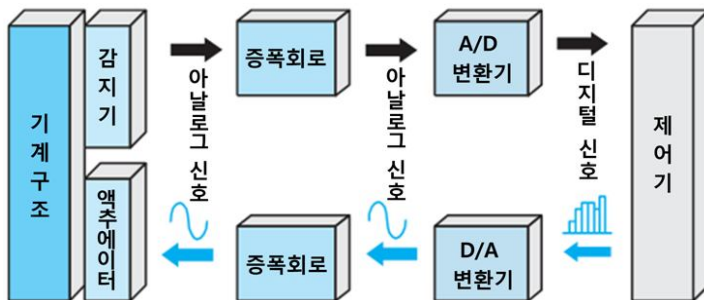 기계구조
감지기
아날로그 신호
증폭회로
아날로그 신호
A/D
변환기
디지털 신호
제어기
액추에이터
증폭회로
D/A
변환기